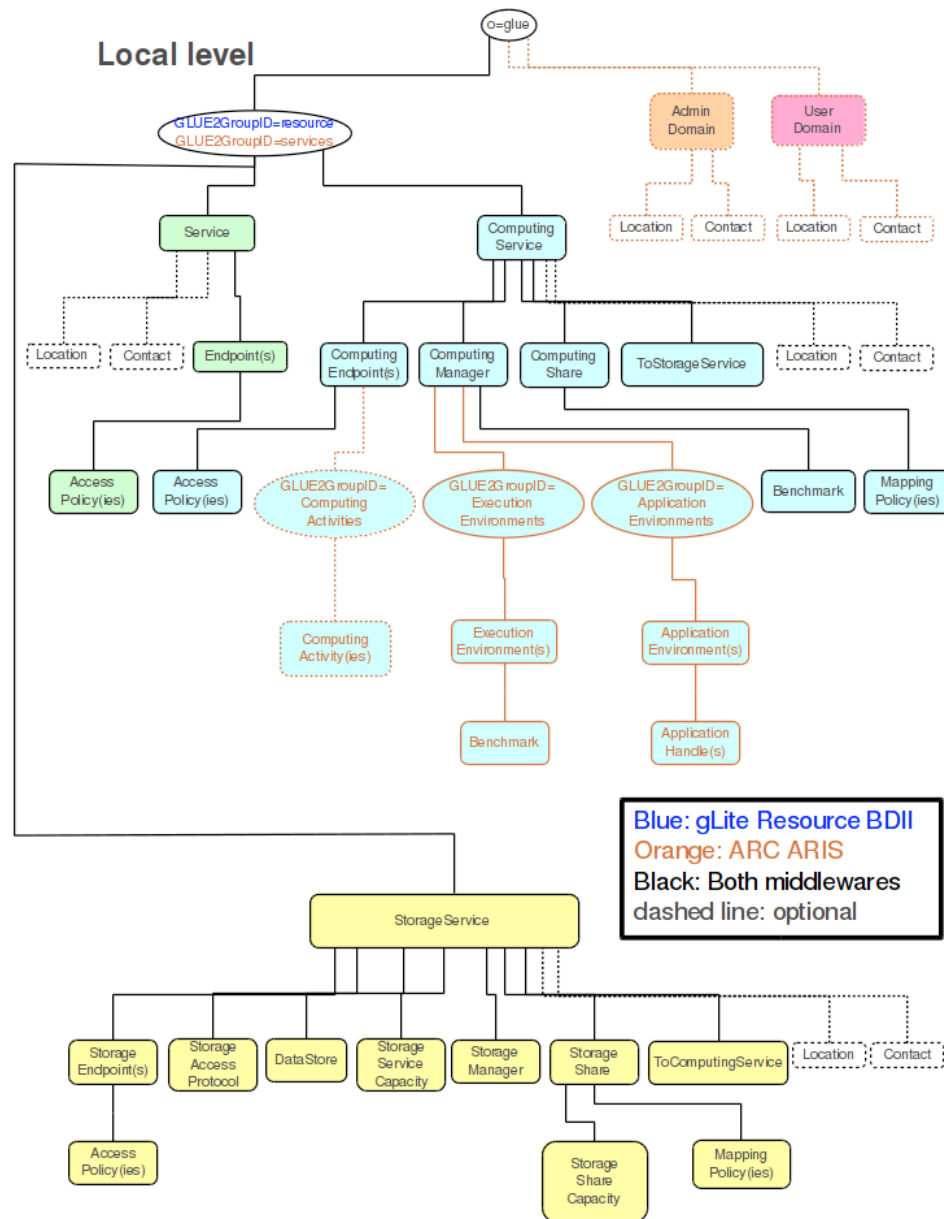 o=glue
Local level
GLUE2GroupID=resource
GLUE2GroupID=services
Admin
Domain
User
Domain
Location
Contact
Location
Contact
Service
Computing
Service
Location
Contact
Endpoint(s)
Computing
Endpoint(s)
Computing
Manager
Computing
Share
ToStorageService
Location
Contact
Access
Policy(ies)
Access
Policy(ies)
GLUE2GroupID=
Computing
Activities
GLUE2GroupID=
Execution
Environments
GLUE2GroupID=
Application
Environments
Benchmark
Mapping
Policy(ies)
Computing
Activity(ies)
Execution
Environment(s)
Application
Environment(s)
Benchmark
Application
Handle(s)
Blue: gLite Resource BDII
Orange: ARC ARIS
Black: Both middlewares
dashed line: optional
StorageService
Storage
Endpoint(s)
Storage
Access
Protocol
DataStore
Storage
Service
Capacity
Storage
Manager
Storage
Share
ToComputingService
Location
Contact
Access
Policy(ies)
Storage
Share
Capacity
Mapping
Policy(ies)